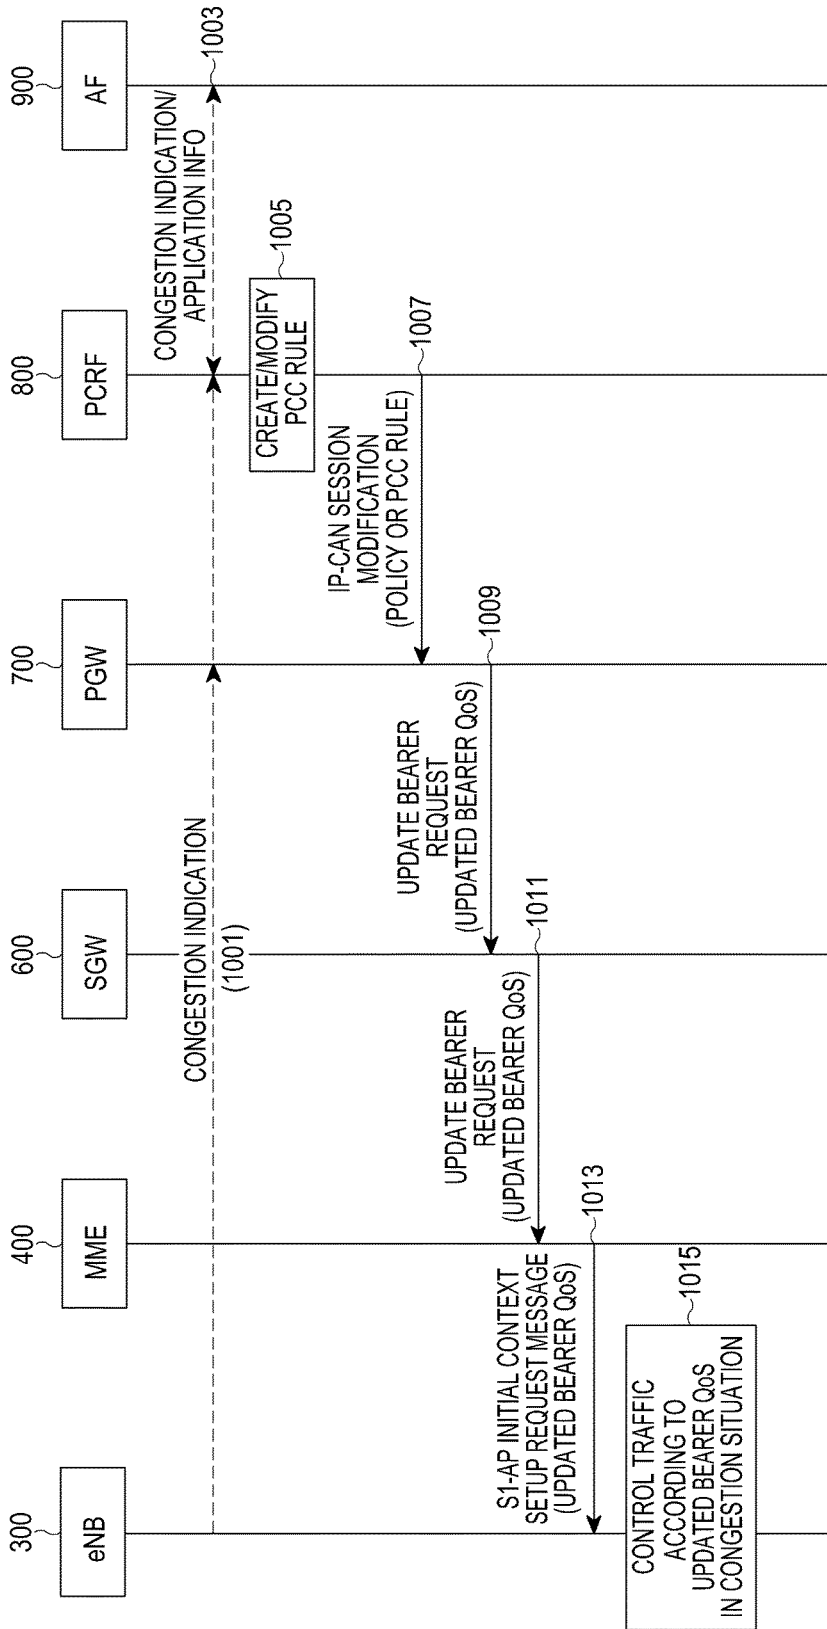 300
eNB
400
MME
600
SGW
700
PGW
800
PCRF
900
AF
CONGESTION INDICATION
(1001)
CONGESTION INDICATION/
APPLICATION INFO
1003
CREATE/MODIFY
PCC RULE
1005
IP-CAN SESSION
MODIFICATION
(POLICY OR PCC RULE)
1007
UPDATE BEARER
REQUEST
(UPDATED BEARER QoS)
1009
UPDATE BEARER
REQUEST
(UPDATED BEARER QoS)
1011
S1-AP INITIAL CONTEXT
SETUP REQUEST MESSAGE
(UPDATED BEARER QoS)
1013
CONTROL TRAFFIC
ACCORDING TO
UPDATED BEARER QoS
IN CONGESTION SITUATION
1015